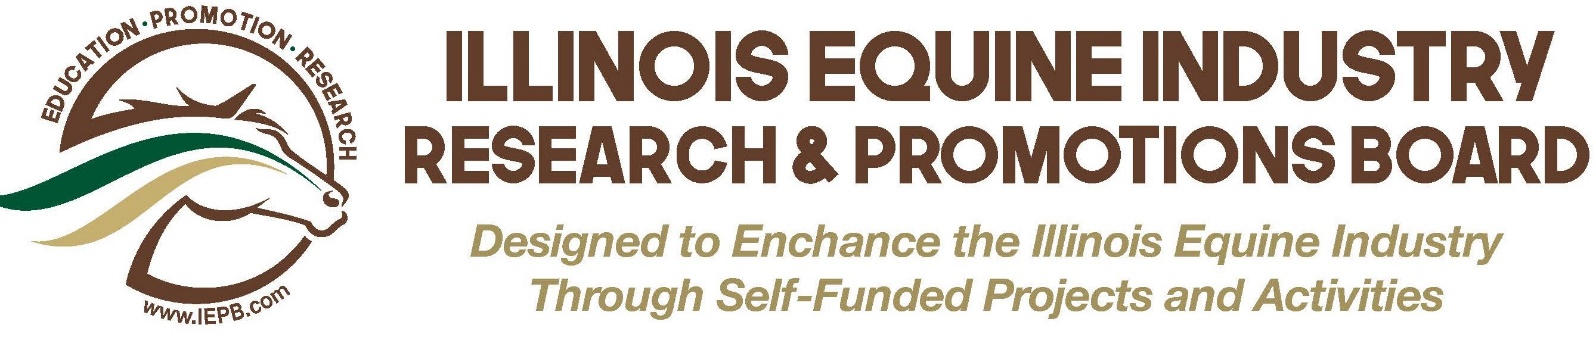 EDUCATION·PROMOTION·RESEARCH
www.IEPB.com
ILLINOIS EQUINE INDUSTRY
RESEARCH & PROMOTIONS BOARD
Designed to Enchance the Illinois Equine Industry
Through Self-Funded Projects and Activities